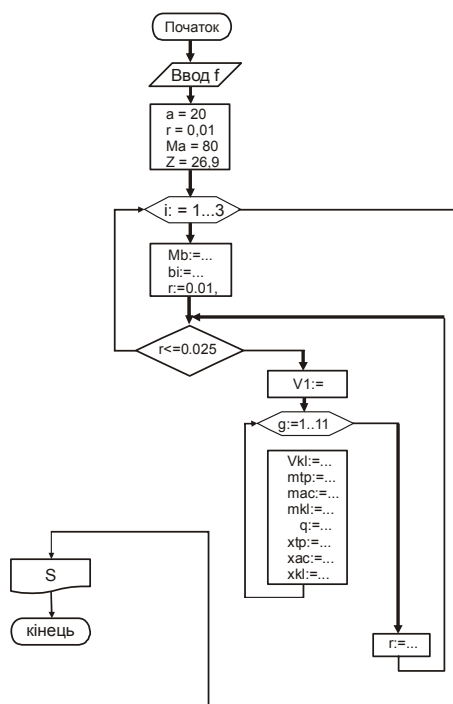 Початок
Ввод f
a = 20
r = 0,01
Ma = 80
Z = 26,9
i: = 1...3
Mb:=...
bi:=...
r:=0.01,
r<=0.025
V1:=
g:=1..11
Vkl:=...
mtp:=...
mac:=...
mkl:=...
q:=...
xtp:=...
xac:=...
xkl:=...
r:=...
S
кінець